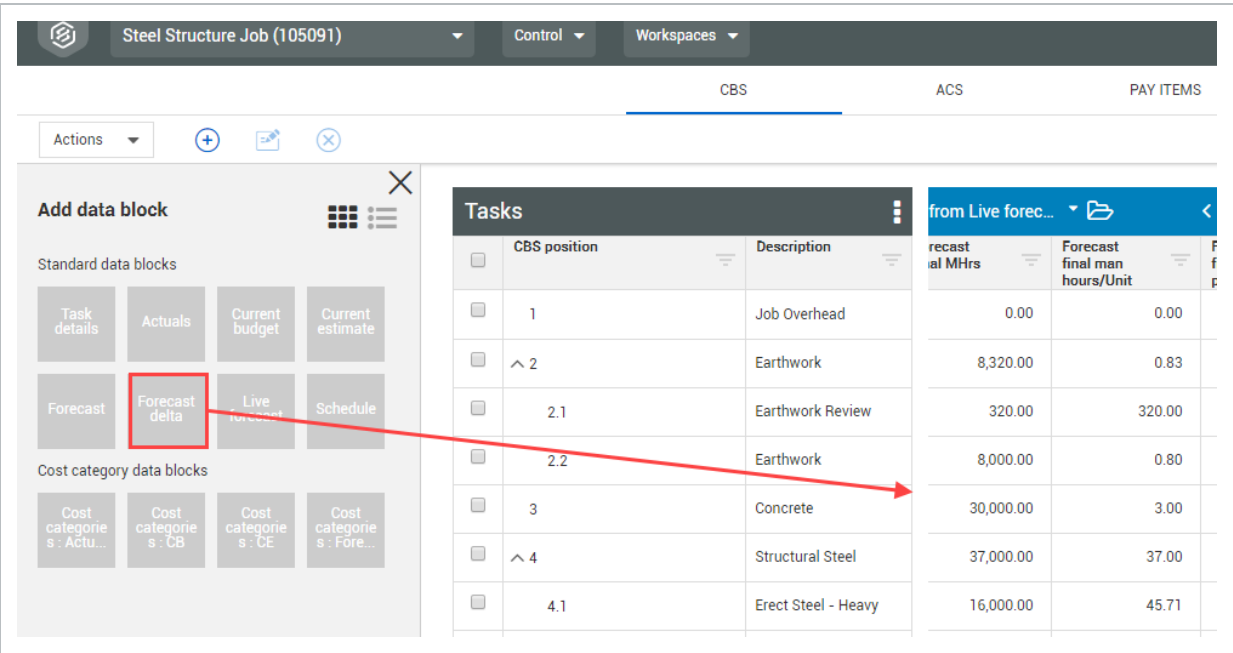 Steel Structure Job (105091)
Control
Workspaces
CBS
ACS
PAY ITEMS
Actions
Add data block
Standard data blocks
Task
details
Actuals
Current
budget
Current
estimate
Forecast
Forecast
delta
Live
forecast
Schedule
Cost category data blocks
Cost
categorie
s : Actu...
Cost
categorie
s : CB
Cost
categorie
s : CE
Cost
categorie
s : Fore...
Tasks
from Live forec...
CBS position
Description
recast
al MHrs
Forecast
final man
hours/Unit
1
Job Overhead
0.00
0.00
2
Earthwork
8,320.00
0.83
2.1
Earthwork Review
320.00
320.00
2.2
Earthwork
8,000.00
0.80
3
Concrete
30,000.00
3.00
4
Structural Steel
37,000.00
37.00
4.1
Erect Steel - Heavy
16,000.00
45.71